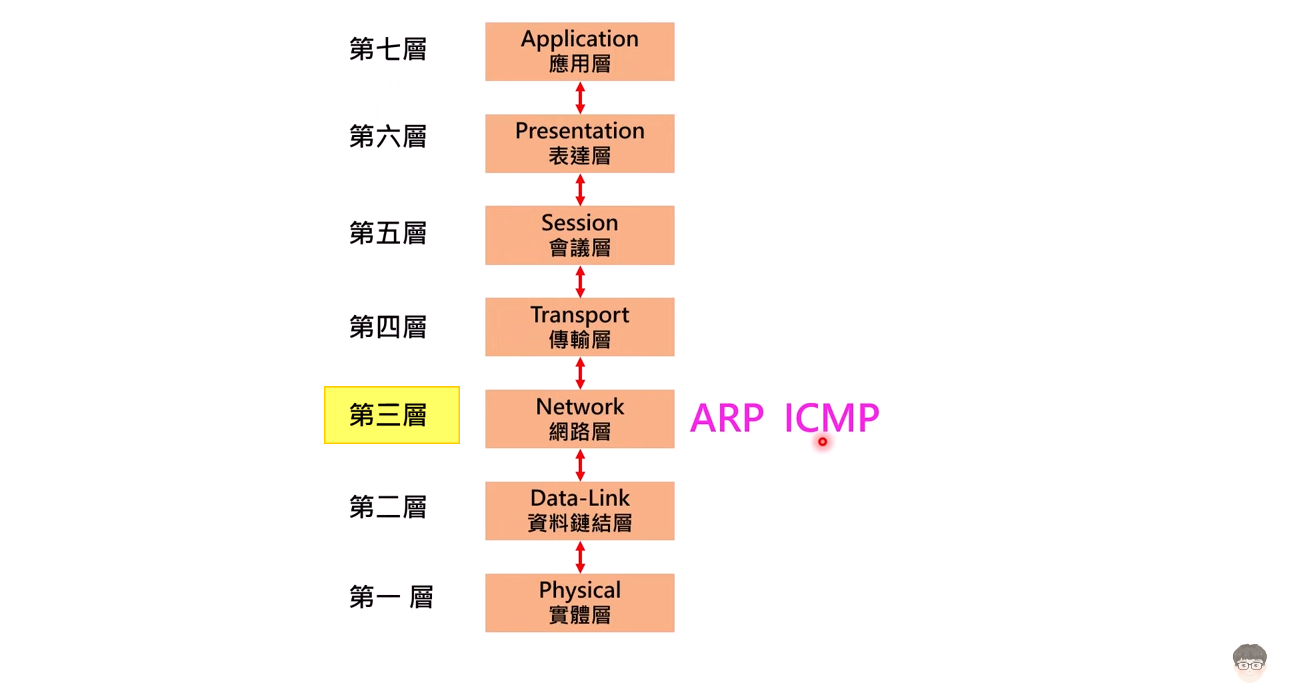 第七層
Application
應用層
第六層
Presentation
表達層
第五層
Session
會議層
第四層
Transport
傳輸層
第三層
Network
網路層
ARP ICMP
第二層
Data-Link
資料鏈結層
第一 層
Physical
實體層